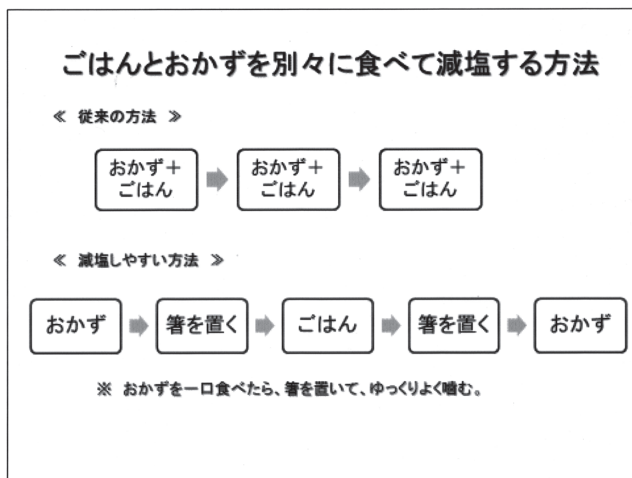 ごはんとおかずを別々に食べて減塩する方法
≪ 従来の方法 ≫
おかず＋
ごはん
おかず＋
ごはん
おかず＋
ごはん
≪ 減塩しやすい方法 ≫
おかず
箸を置く
ごはん
箸を置く
おかず
※ おかずを一口食べたら、箸を置いて、ゆっくりよく噛む。